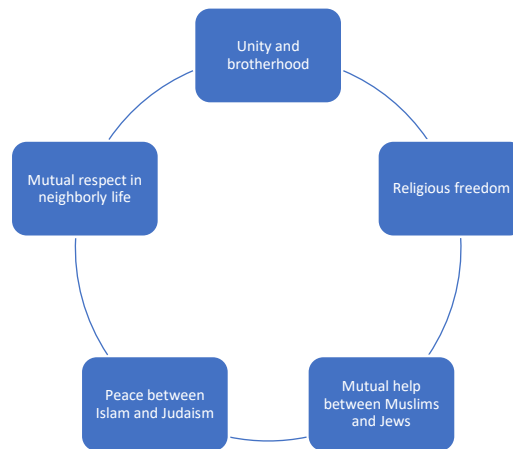 Unity and
brotherhood
Religious freedom
Mutual help
between Muslims
and Jews
Peace between
Islam and Judaism
Mutual respect in
neighborly life